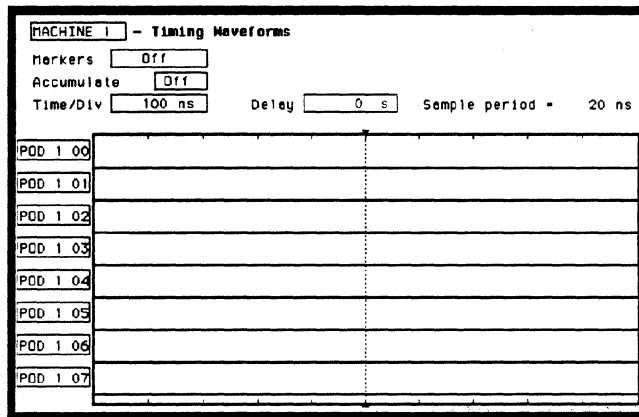 MACHINE 1 - Timing Waveforms
Markers Off
Accumulate Off
Time/Div 100 ns Delay 0 s Sample period = 20 ns
POD 1 00
POD 1 01
POD 1 02
POD 1 03
POD 1 04
POD 1 05
POD 1 06
POD 1 07